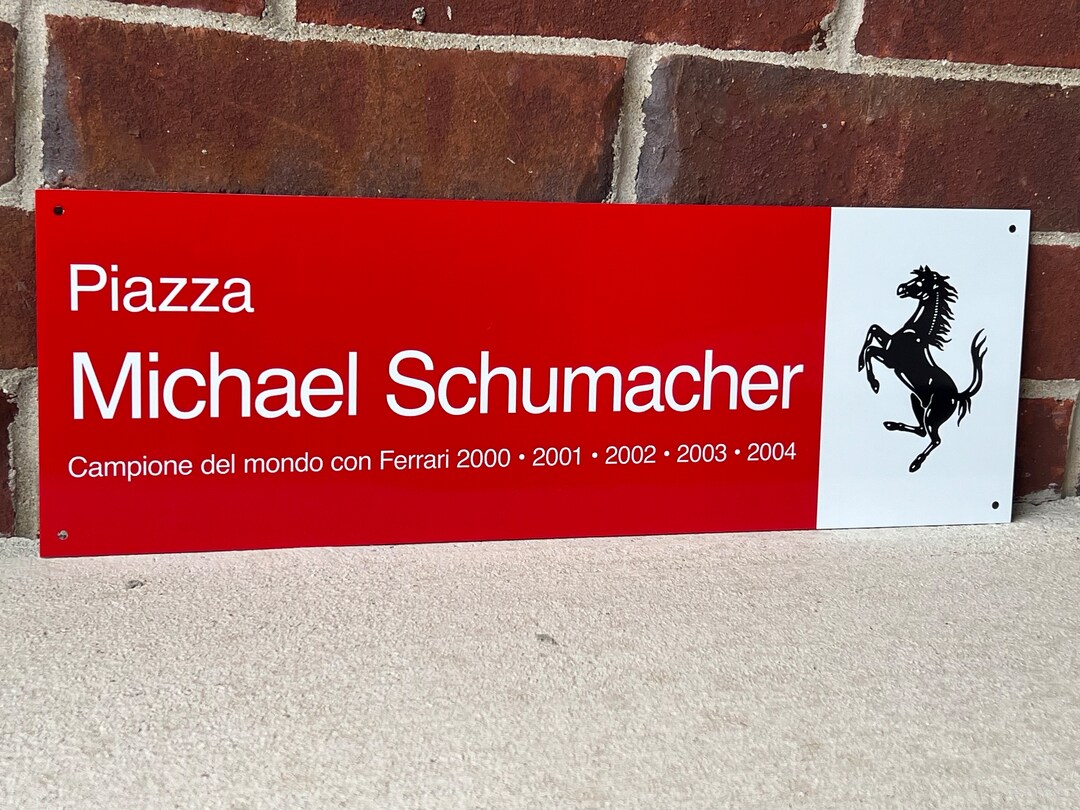 Piazza
Michael Schumacher
Campione del mondo con Ferrari 2000 • 2001 • 2002 • 2003 • 2004